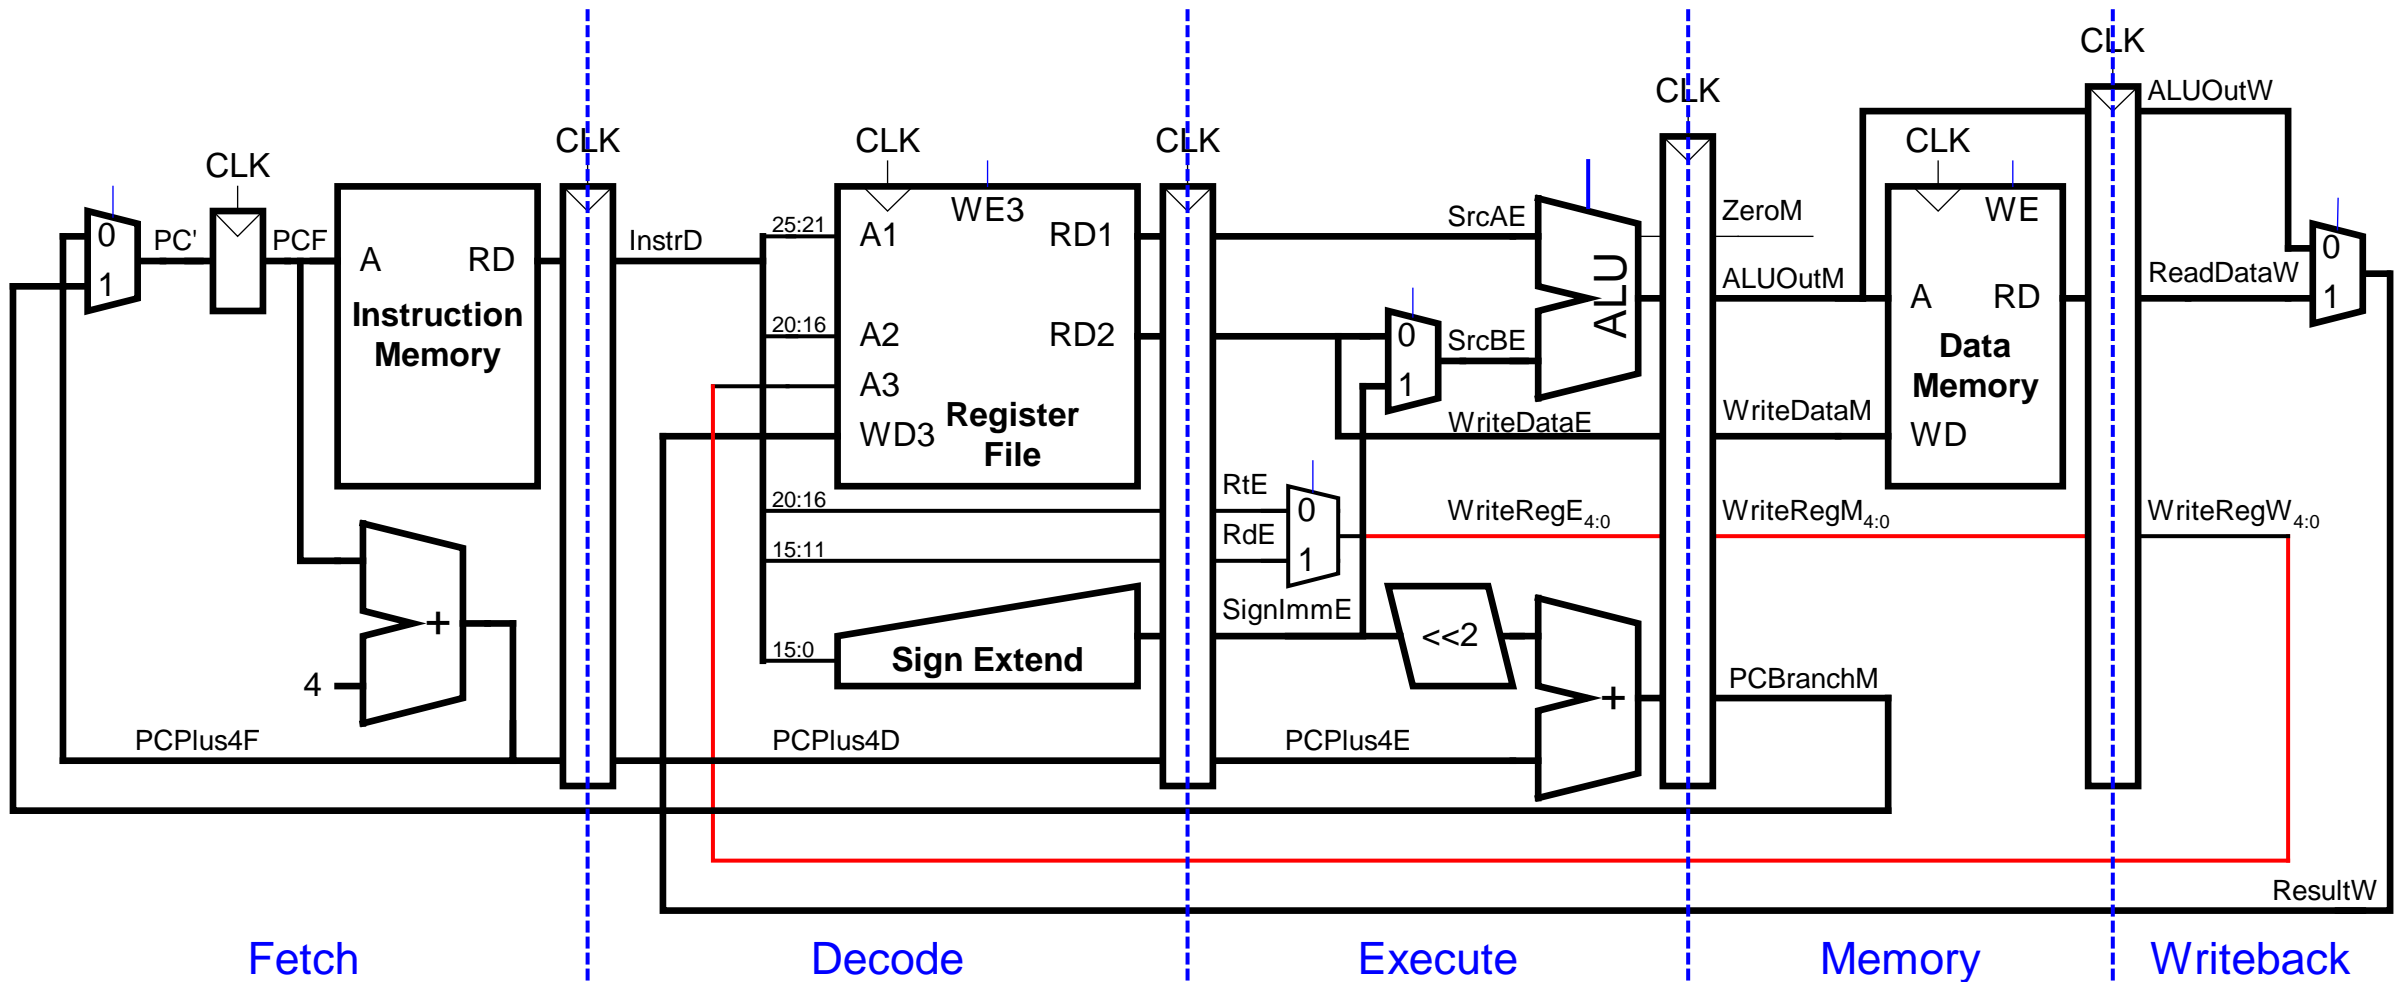 CLK
CLK
CLK
CLK
CLK
CLK
CLK
ALUOutW
0
1
PC'
PCF
A
RD
Instruction
Memory
InstrD
25:21
20:16
A1
A2
A3
WD3
WE3
RD1
RD2
Register
File
20:16
15:11
15:0
Sign Extend
SrcAE
0
1
SrcBE
ALU
WriteDataE
RtE
RdE
0
1
SignImmE
WriteRegE4:0
<<2
+
ZeroM
ALUOutM
WriteDataM
WriteRegM4:0
PCBranchM
WE
A
RD
Data
Memory
WD
ReadDataW
0
1
WriteRegW4:0
+
4
PCPlus4F
PCPlus4D
PCPlus4E
ResultW
Fetch
Decode
Execute
Memory
Writeback